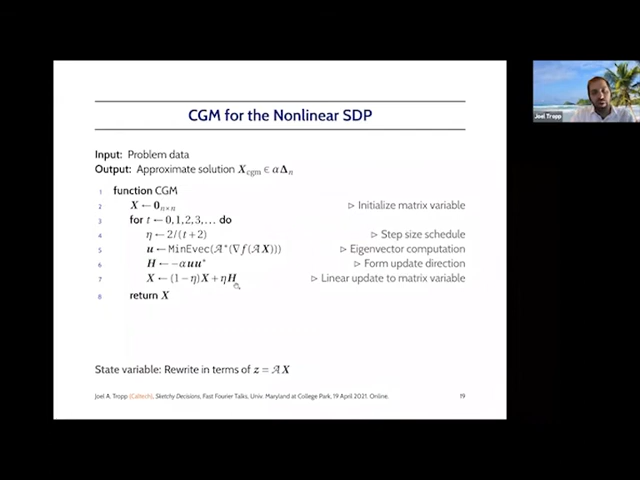 CGM for the Nonlinear SDP
Input: Problem data
Output: Approximate solution X_cgm ∈ αΔ_n
1 function CGM
2 X ← 0_{n×n} ▷ Initialize matrix variable
3 for t ← 0, 1, 2, 3, … do
4 η ← 2/(t + 2) ▷ Step size schedule
5 u ← MinEvec(𝒜*(∇f(𝒜X))) ▷ Eigenvector computation
6 H ← −αuu* ▷ Form update direction
7 X ← (1 − η)X + ηH ▷ Linear update to matrix variable
8 return X
State variable: Rewrite in terms of z = 𝒜X
Joel A. Tropp (Caltech), Sketchy Decisions, Fast Fourier Talks, Univ. Maryland at College Park, 19 April 2021. Online. 19
Joel Tropp